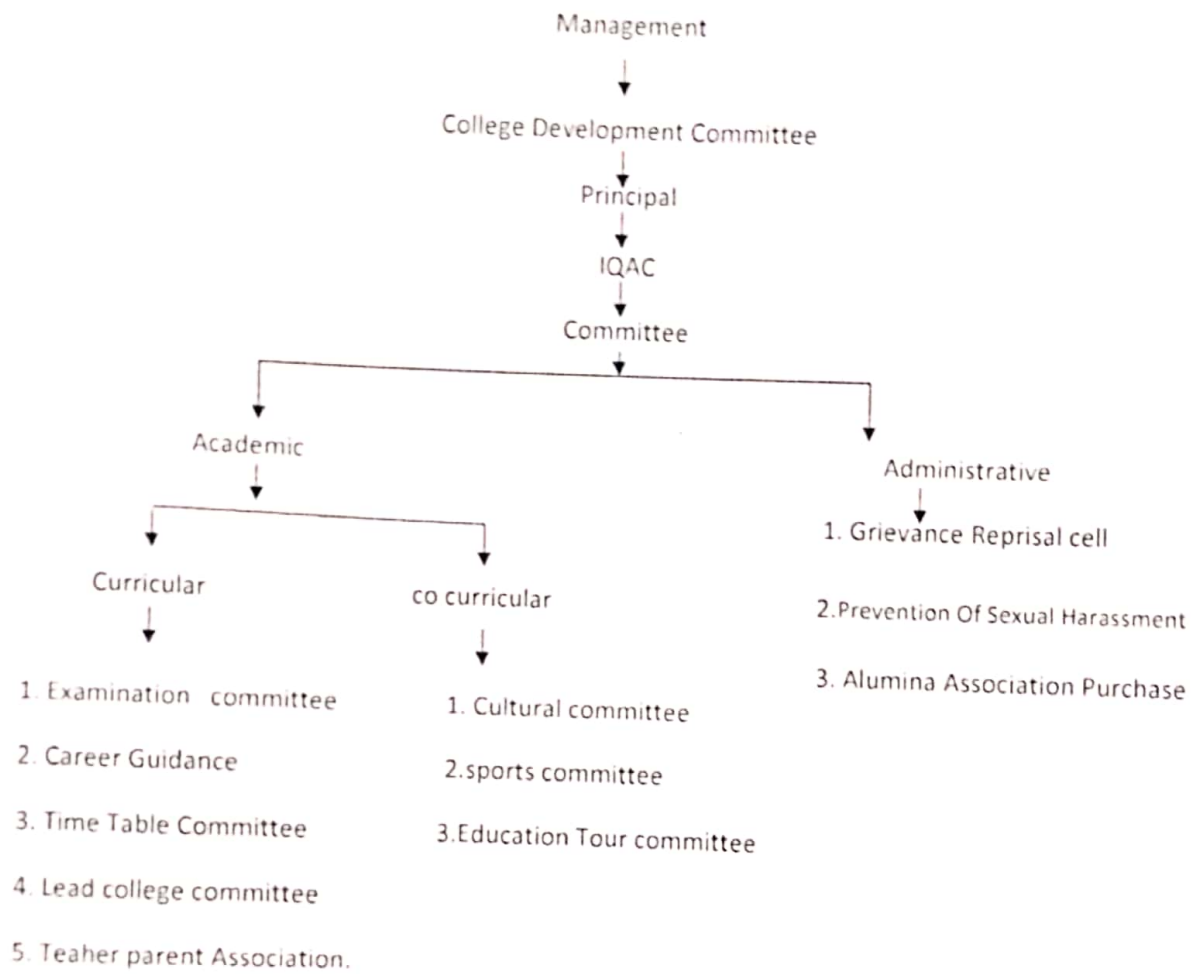 Management
College Development Committee
Principal
IQAC
Committee
Academic
Administrative
1. Grievance Reprisal cell
2.Prevention Of Sexual Harassment
3. Alumina Association Purchase
Curricular
co curricular
1. Examination committee
2. Career Guidance
3. Time Table Committee
4. Lead college committee
5. Teaher parent Association.
1. Cultural committee
2.sports committee
3.Education Tour committee